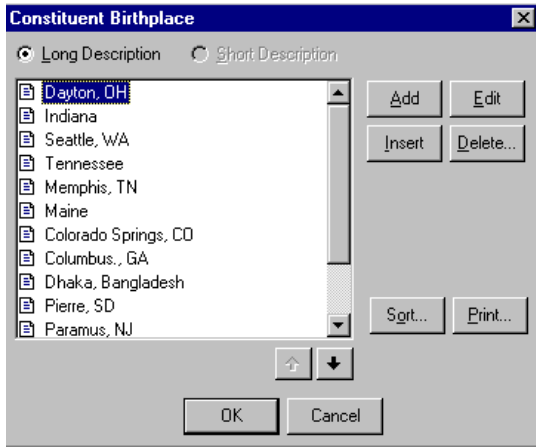 Constituent Birthplace
Long Description Short Description
Dayton, OH
Indiana
Seattle, WA
Tennessee
Memphis, TN
Maine
Colorado Springs, CO
Columbus., GA
Dhaka, Bangladesh
Pierre, SD
Paramus, NJ
Add Edit
Insert Delete...
Sort... Print...
OK Cancel